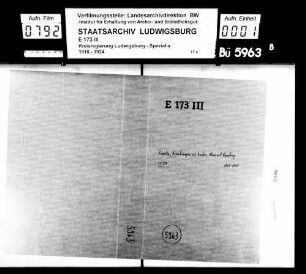 Aufn. Film
0792
Verfilmungsstelle: Landesarchivdirektion BW
Institut für Erhaltung von Archiv- und Bibliotheksgut
STAATSARCHIV LUDWIGSBURG
E 173 III
Kreisregierung Ludwigsburg - Spezialia
1818 - 1924
Aufn. Einheit
0001
Bü 5963
B
E 173 III
5963
5963